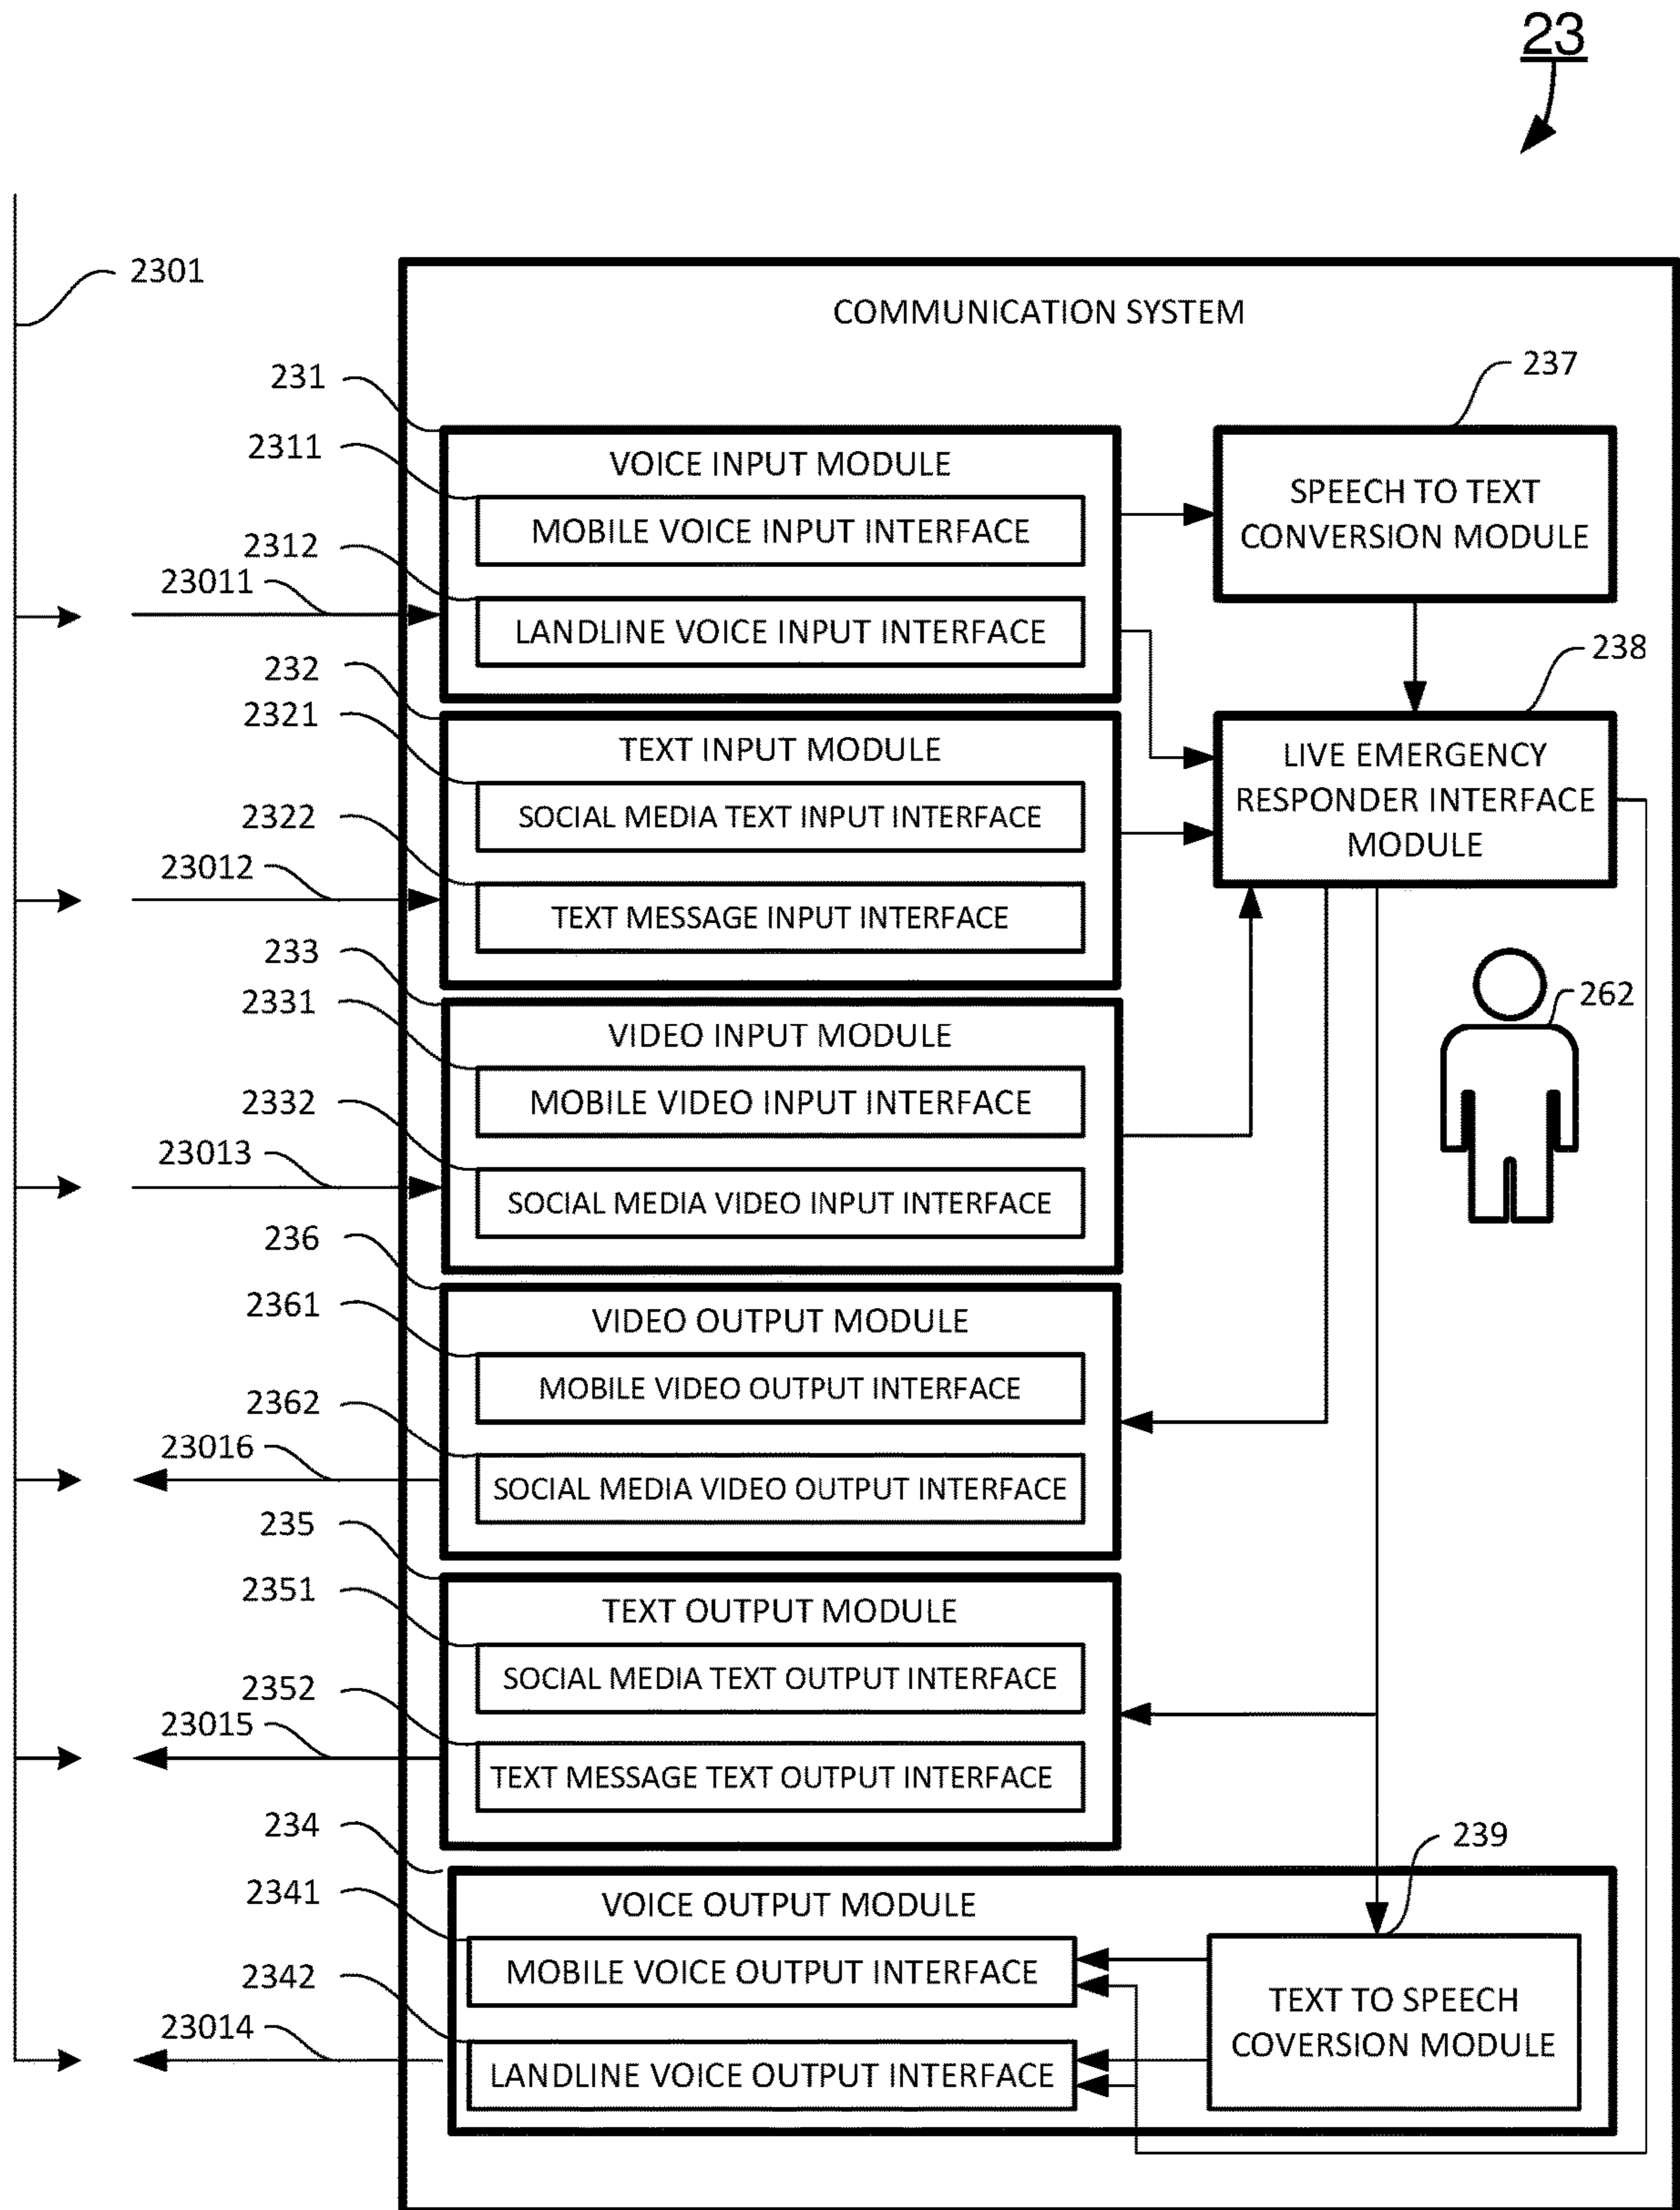 23
2301
COMMUNICATION SYSTEM
231
237
2311
VOICE INPUT MODULE
MOBILE VOICE INPUT INTERFACE
SPEECH TO TEXT
CONVERSION MODULE
2312
23011
LANDLINE VOICE INPUT INTERFACE
232
238
2321
TEXT INPUT MODULE
SOCIAL MEDIA TEXT INPUT INTERFACE
LIVE EMERGENCY
RESPONDER INTERFACE
MODULE
2322
23012
TEXT MESSAGE INPUT INTERFACE
233
262
2331
VIDEO INPUT MODULE
MOBILE VIDEO INPUT INTERFACE
2332
23013
SOCIAL MEDIA VIDEO INPUT INTERFACE
236
2361
VIDEO OUTPUT MODULE
MOBILE VIDEO OUTPUT INTERFACE
2362
23016
SOCIAL MEDIA VIDEO OUTPUT INTERFACE
235
2351
TEXT OUTPUT MODULE
SOCIAL MEDIA TEXT OUTPUT INTERFACE
2352
23015
TEXT MESSAGE TEXT OUTPUT INTERFACE
234
239
2341
VOICE OUTPUT MODULE
MOBILE VOICE OUTPUT INTERFACE
2342
TEXT TO SPEECH
COVERSION MODULE
23014
LANDLINE VOICE OUTPUT INTERFACE